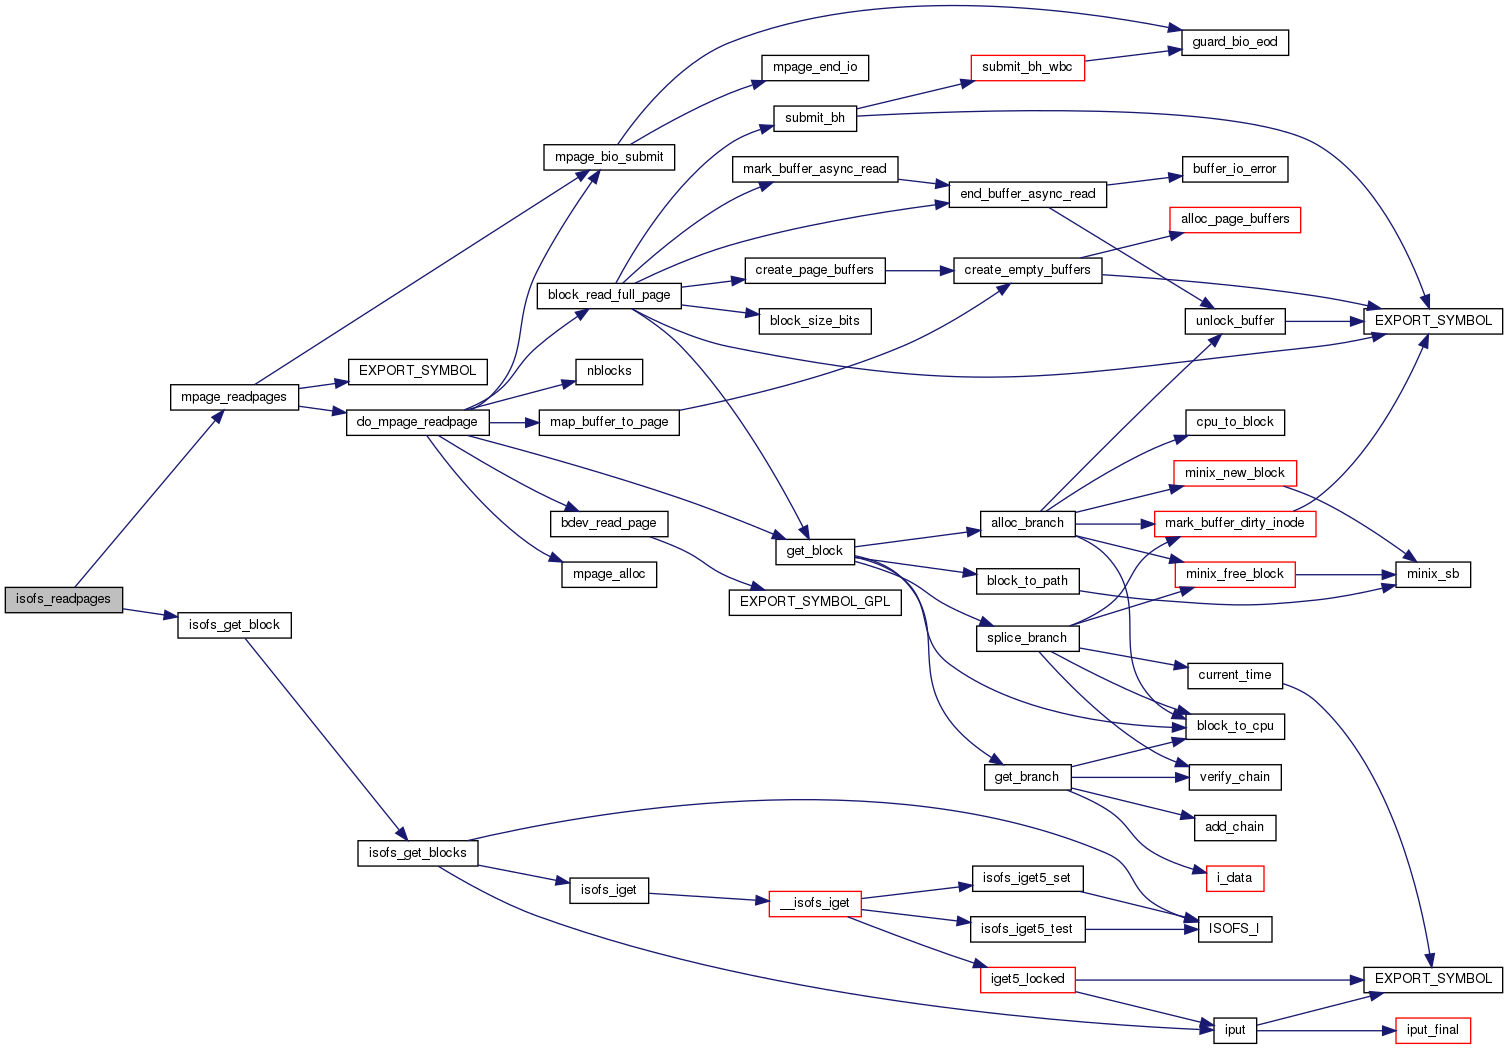 guard_bio_eod
mpage_end_io
submit_bh_wbc
submit_bh
mpage_bio_submit
mark_buffer_async_read
buffer_io_error
end_buffer_async_read
alloc_page_buffers
create_page_buffers
create_empty_buffers
block_read_full_page
block_size_bits
unlock_buffer
EXPORT_SYMBOL
EXPORT_SYMBOL
nblocks
mpage_readpages
do_mpage_readpage
map_buffer_to_page
cpu_to_block
minix_new_block
bdev_read_page
alloc_branch
mark_buffer_dirty_inode
get_block
mpage_alloc
block_to_path
minix_free_block
minix_sb
isofs_readpages
EXPORT_SYMBOL_GPL
isofs_get_block
splice_branch
current_time
block_to_cpu
get_branch
verify_chain
add_chain
isofs_get_blocks
i_data
isofs_iget5_set
isofs_iget
__isofs_iget
isofs_iget5_test
ISOFS_I
iget5_locked
EXPORT_SYMBOL
iput
iput_final